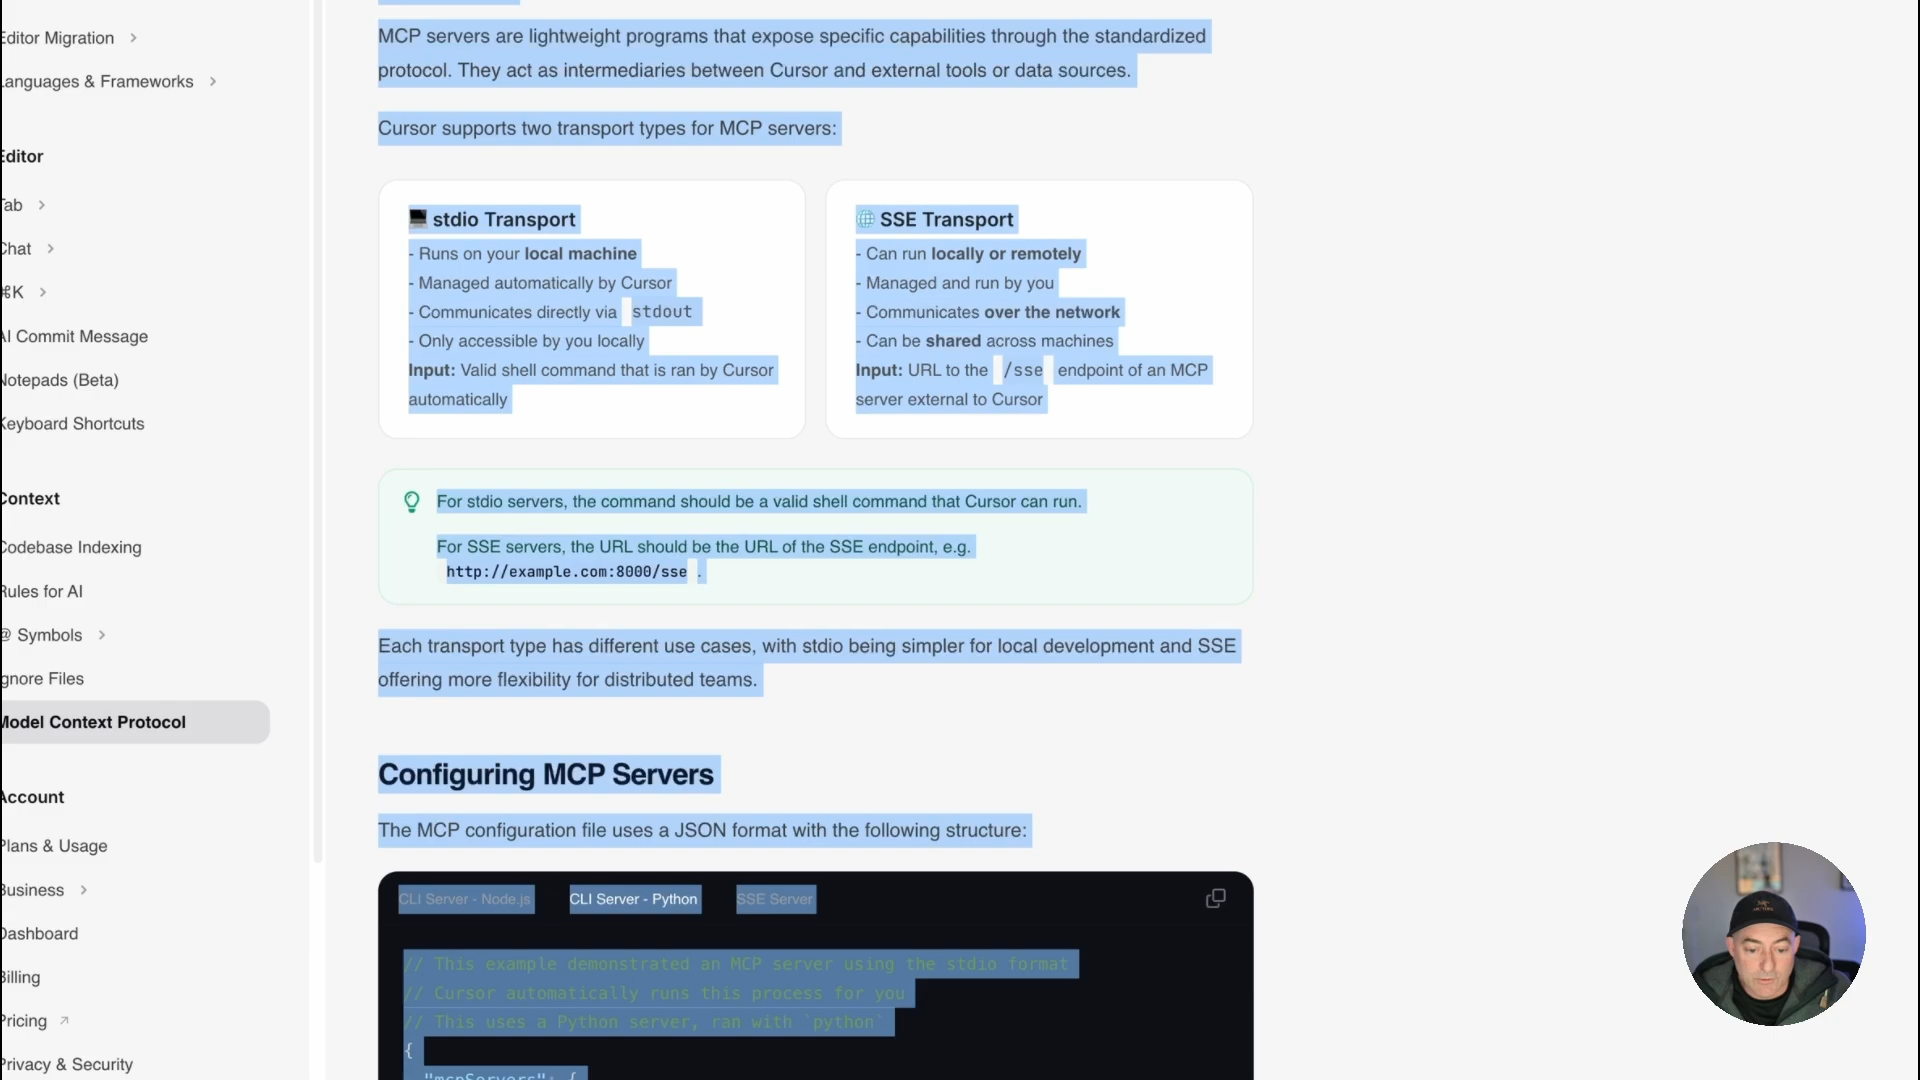 Editor Migration
Languages & Frameworks
Editor
Tab
Chat
⌘K
AI Commit Message
Notepads (Beta)
Keyboard Shortcuts
Context
Codebase Indexing
Rules for AI
@ Symbols
Ignore Files
Model Context Protocol
Account
Plans & Usage
Business
Dashboard
Billing
Pricing
Privacy & Security
MCP servers are lightweight programs that expose specific capabilities through the standardized
protocol. They act as intermediaries between Cursor and external tools or data sources.
Cursor supports two transport types for MCP servers:
stdio Transport
- Runs on your local machine
- Managed automatically by Cursor
- Communicates directly via stdout
- Only accessible by you locally
Input: Valid shell command that is ran by Cursor
automatically
SSE Transport
- Can run locally or remotely
- Managed and run by you
- Communicates over the network
- Can be shared across machines
Input: URL to the /sse endpoint of an MCP
server external to Cursor
For stdio servers, the command should be a valid shell command that Cursor can run.
For SSE servers, the URL should be the URL of the SSE endpoint, e.g.
http://example.com:8000/sse .
Each transport type has different use cases, with stdio being simpler for local development and SSE
offering more flexibility for distributed teams.
Configuring MCP Servers
The MCP configuration file uses a JSON format with the following structure:
CLI Server - Node.js
CLI Server - Python
SSE Server
// This example demonstrated an MCP server using the stdio format
// Cursor automatically runs this process for you
// This uses a Python server, ran with `python`
{
"mcpServers": {